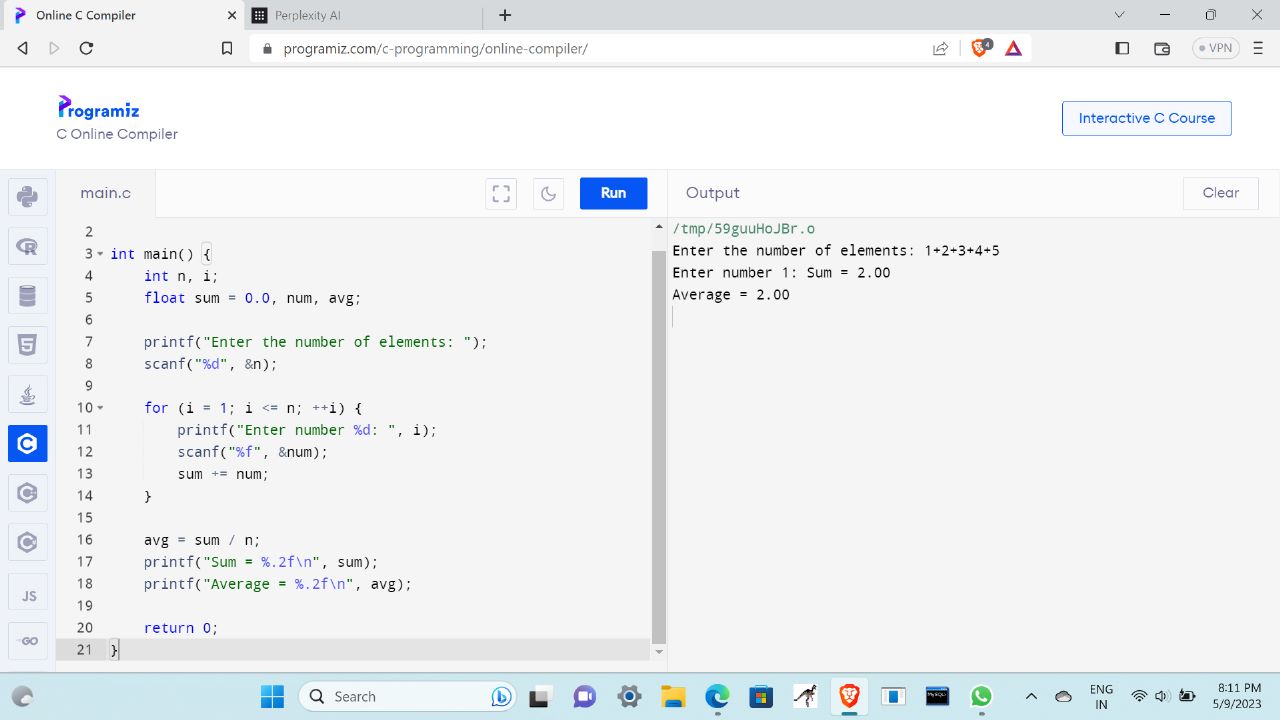 Online C Compiler
Perplexity AI
programiz.com/c-programming/online-compiler/
4
VPN
Programiz
C Online Compiler
Interactive C Course
main.c
Run
Output
Clear
2
3 int main() {
4 int n, i;
5 float sum = 0.0, num, avg;
6
7 printf("Enter the number of elements: ");
8 scanf("%d", &n);
9
10 for (i = 1; i <= n; ++i) {
11 printf("Enter number %d: ", i);
12 scanf("%f", &num);
13 sum += num;
14 }
15
16 avg = sum / n;
17 printf("Sum = %.2f\n", sum);
18 printf("Average = %.2f\n", avg);
19
20 return 0;
21 }
/tmp/59guuHoJBr.o
Enter the number of elements: 1+2+3+4+5
Enter number 1: Sum = 2.00
Average = 2.00
JS
GO
Search
MySQL
ENG
IN
8:11 PM
5/9/2023